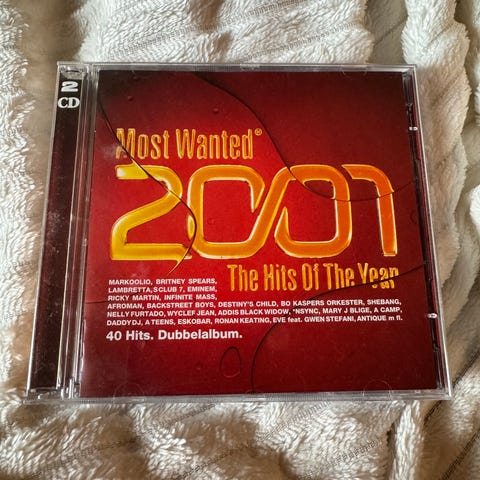 2
CD
Most Wanted®
2001
The Hits Of The Year
MARKOOLIO, BRITNEY SPEARS,
LAMBRETTA, S CLUB 7, EMINEM,
RICKY MARTIN, INFINITE MASS,
AFROMAN, BACKSTREET BOYS, DESTINY'S CHILD, BO KASPERS ORKESTER, SHEBANG,
NELLY FURTADO, WYCLEF JEAN, ADDIS BLACK WIDOW, *NSYNC, MARY J BLIGE, A CAMP,
DADDY DJ, A TEENS, ESKOBAR, RONAN KEATING, EVE feat. GWEN STEFANI, ANTIQUE m fl.
40 Hits. Dubbelalbum.